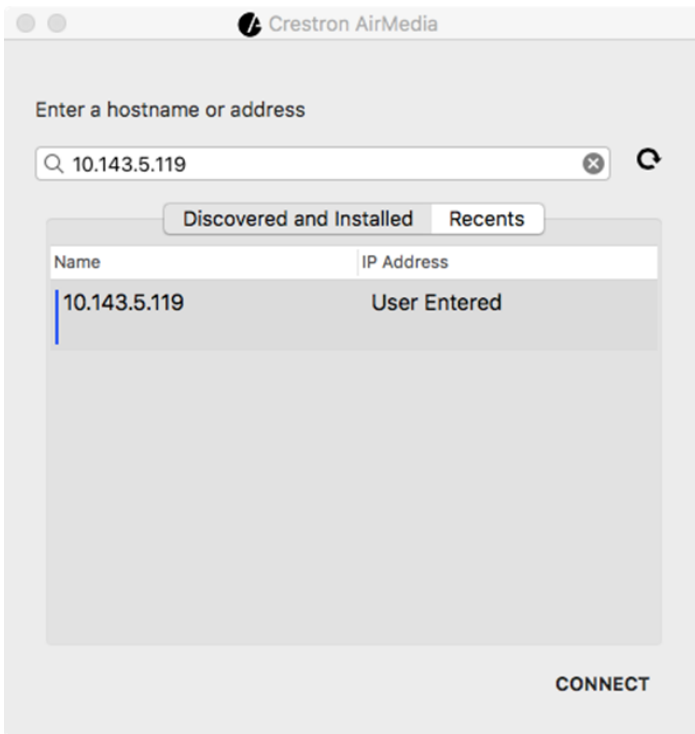 Crestron AirMedia
Enter a hostname or address
10.143.5.119
Discovered and Installed Recents
Name IP Address
10.143.5.119 User Entered
CONNECT